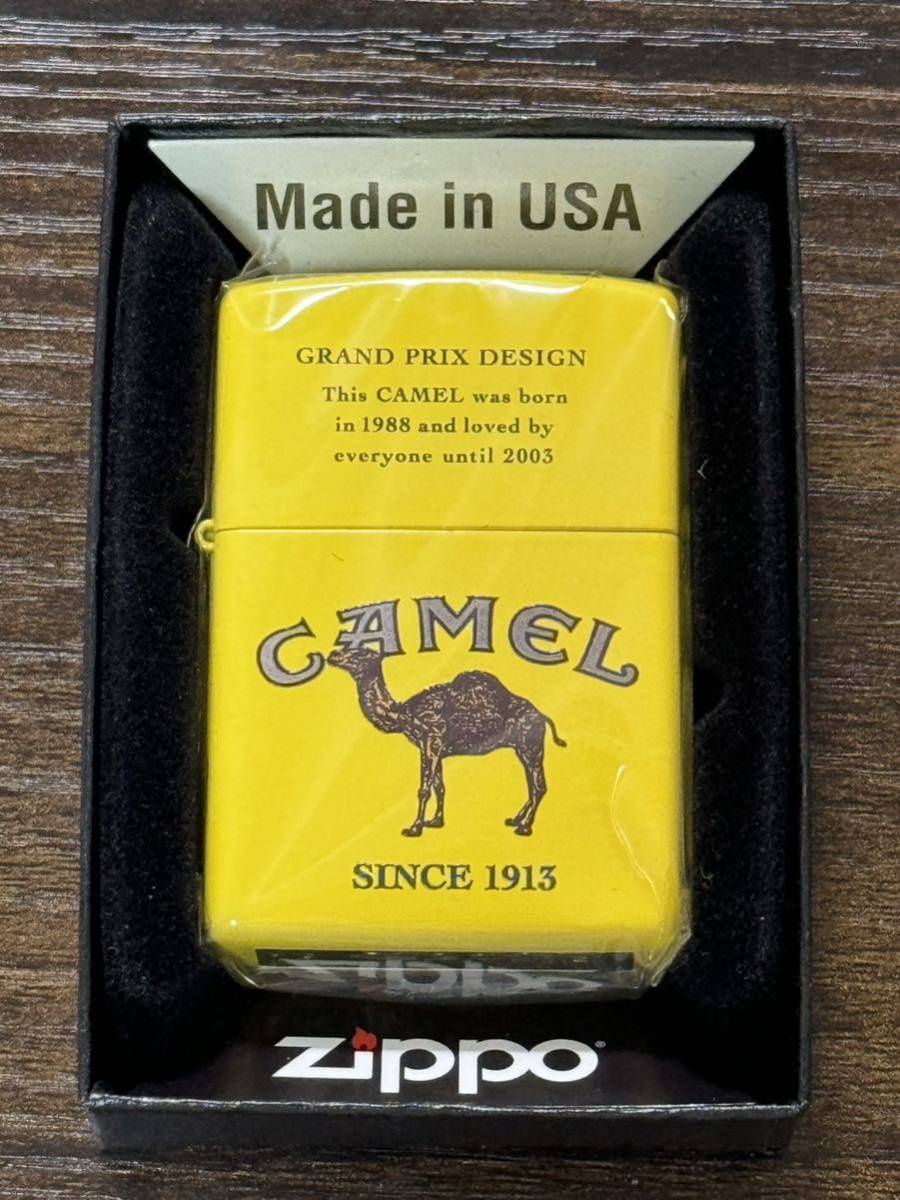 Made in USA
GRAND PRIX DESIGN
This CAMEL was born
in 1988 and loved by
everyone until 2003
CAMEL
SINCE 1913
zippo
zippo®